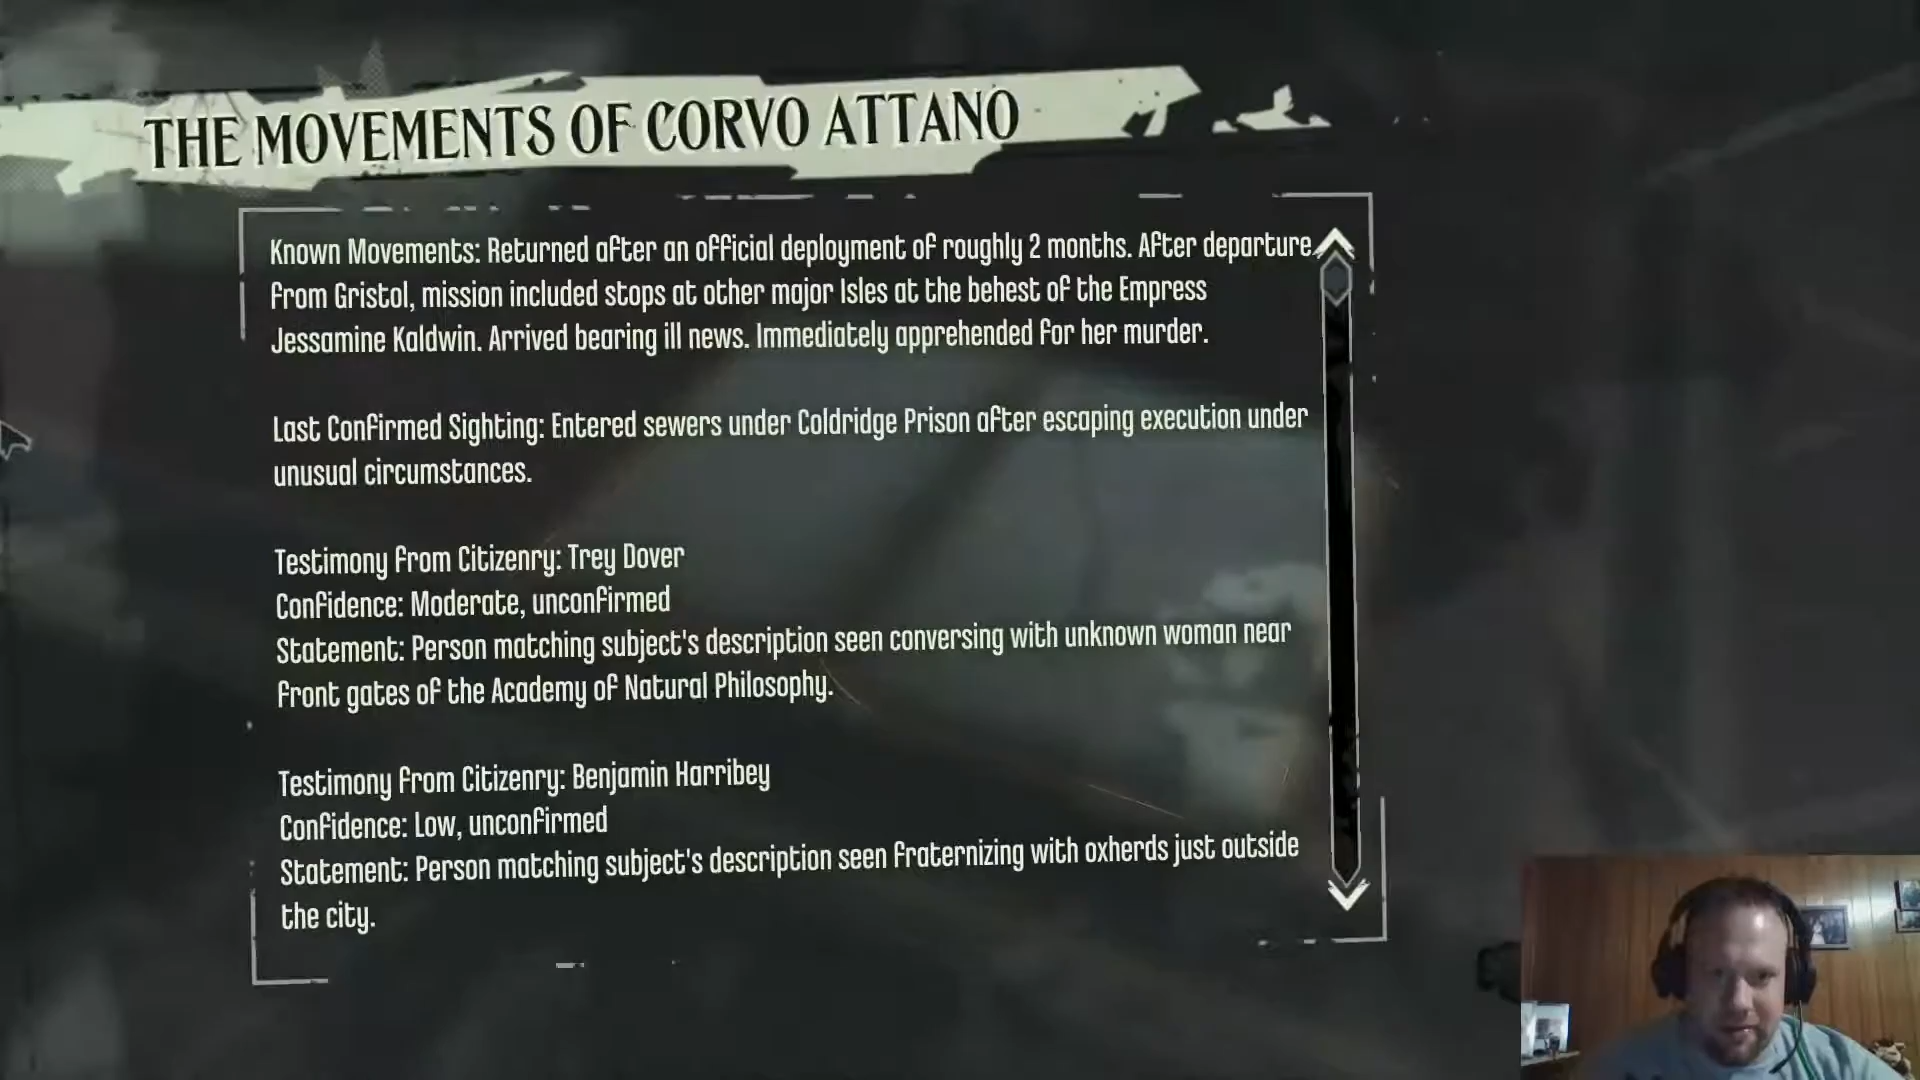 THE MOVEMENTS OF CORVO ATTANO
Known Movements: Returned after an official deployment of roughly 2 months. After departure
from Gristol, mission included stops at other major Isles at the behest of the Empress
Jessamine Kaldwin. Arrived bearing ill news. Immediately apprehended for her murder.
Last Confirmed Sighting: Entered sewers under Coldridge Prison after escaping execution under
unusual circumstances.
Testimony from Citizenry: Trey Dover
Confidence: Moderate, unconfirmed
Statement: Person matching subject's description seen conversing with unknown woman near
front gates of the Academy of Natural Philosophy.
Testimony from Citizenry: Benjamin Harribey
Confidence: Low, unconfirmed
Statement: Person matching subject's description seen fraternizing with oxherds just outside
the city.